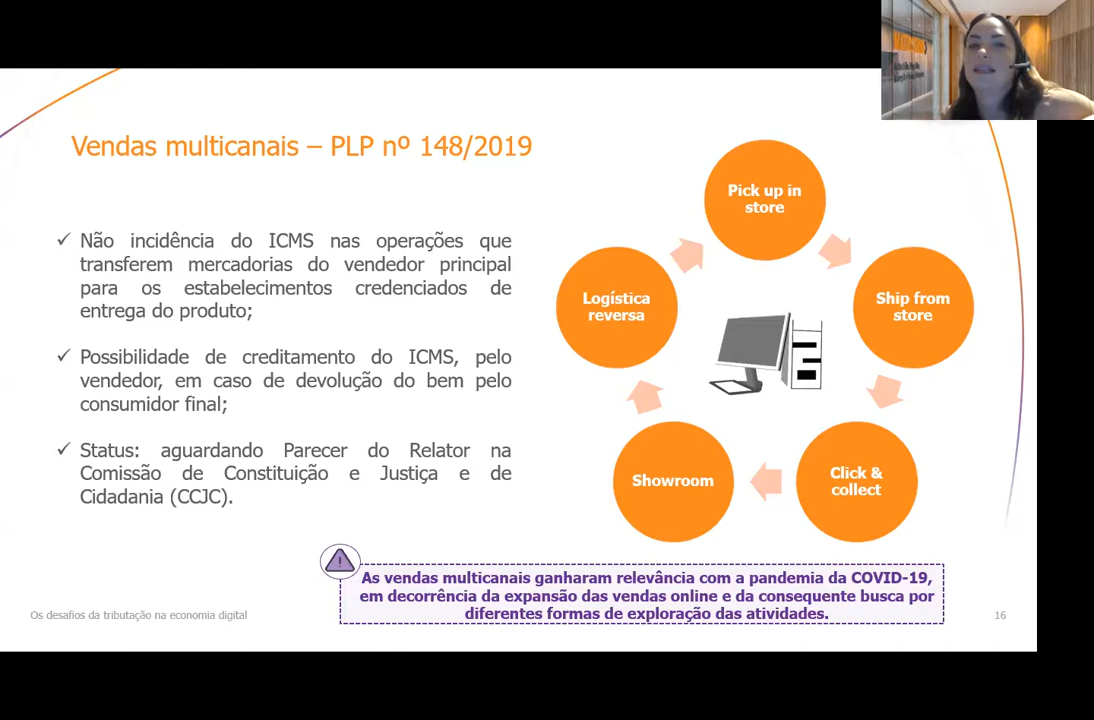 Vendas multicanais – PLP nº 148/2019
Não incidência do ICMS nas operações que
transferem mercadorias do vendedor principal
para os estabelecimentos credenciados de
entrega do produto;
Possibilidade de creditamento do ICMS, pelo
vendedor, em caso de devolução do bem pelo
consumidor final;
Status: aguardando Parecer do Relator na
Comissão de Constituição e Justiça e de
Cidadania (CCJC).
Pick up in
store
Ship from
store
Click &
collect
Showroom
Logística
reversa
As vendas multicanais ganharam relevância com a pandemia da COVID-19,
em decorrência da expansão das vendas online e da consequente busca por
diferentes formas de exploração das atividades.
Os desafios da tributação na economia digital
16